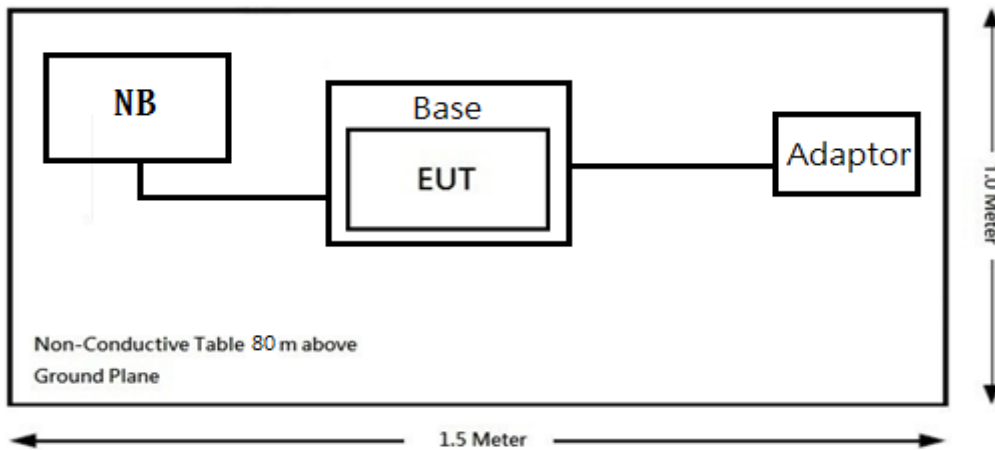 NB
Base
EUT
Adaptor
1.0 Meter
Non-Conductive Table 80 m above
Ground Plane
1.5 Meter